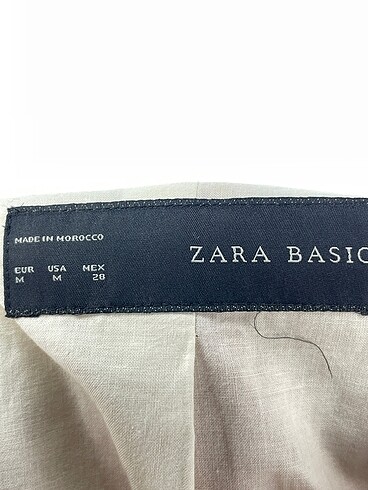 MADE IN MOROCCO
ZARA BASIC
EUR USA MEX
M M 28